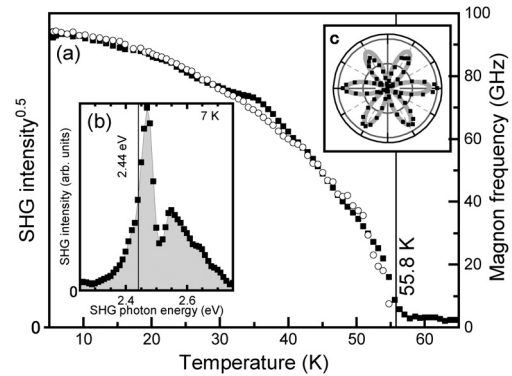 (a)
c
100
80
60
40
20
0
Magnon frequency (GHz)
SHG intensity0.5
0
(b)
7 K
2.44 eV
SHG intensity (arb. units)
0
2.4
2.6
SHG photon energy (eV)
55.8 K
10
20
30
40
50
60
Temperature (K)